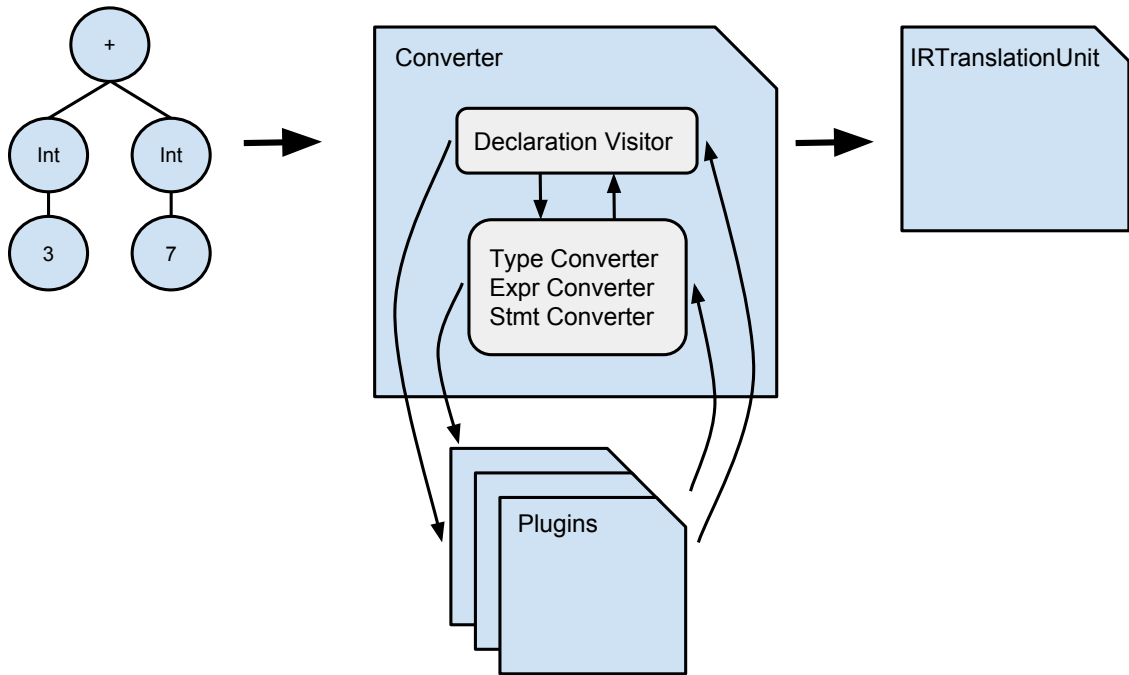 +
Int
Int
3
7
Converter
Declaration Visitor
Type Converter
Expr Converter
Stmt Converter
Plugins
IRTranslationUnit